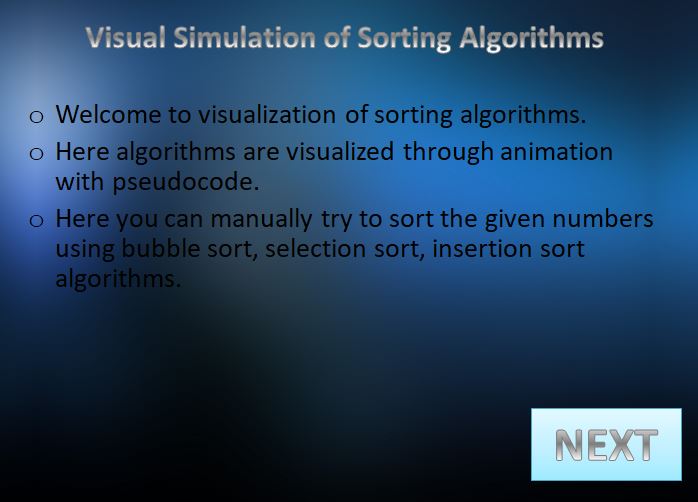 Visual Simulation of Sorting Algorithms
o Welcome to visualization of sorting algorithms.
o Here algorithms are visualized through animation
with pseudocode.
o Here you can manually try to sort the given numbers
using bubble sort, selection sort, insertion sort
algorithms.
NEXT